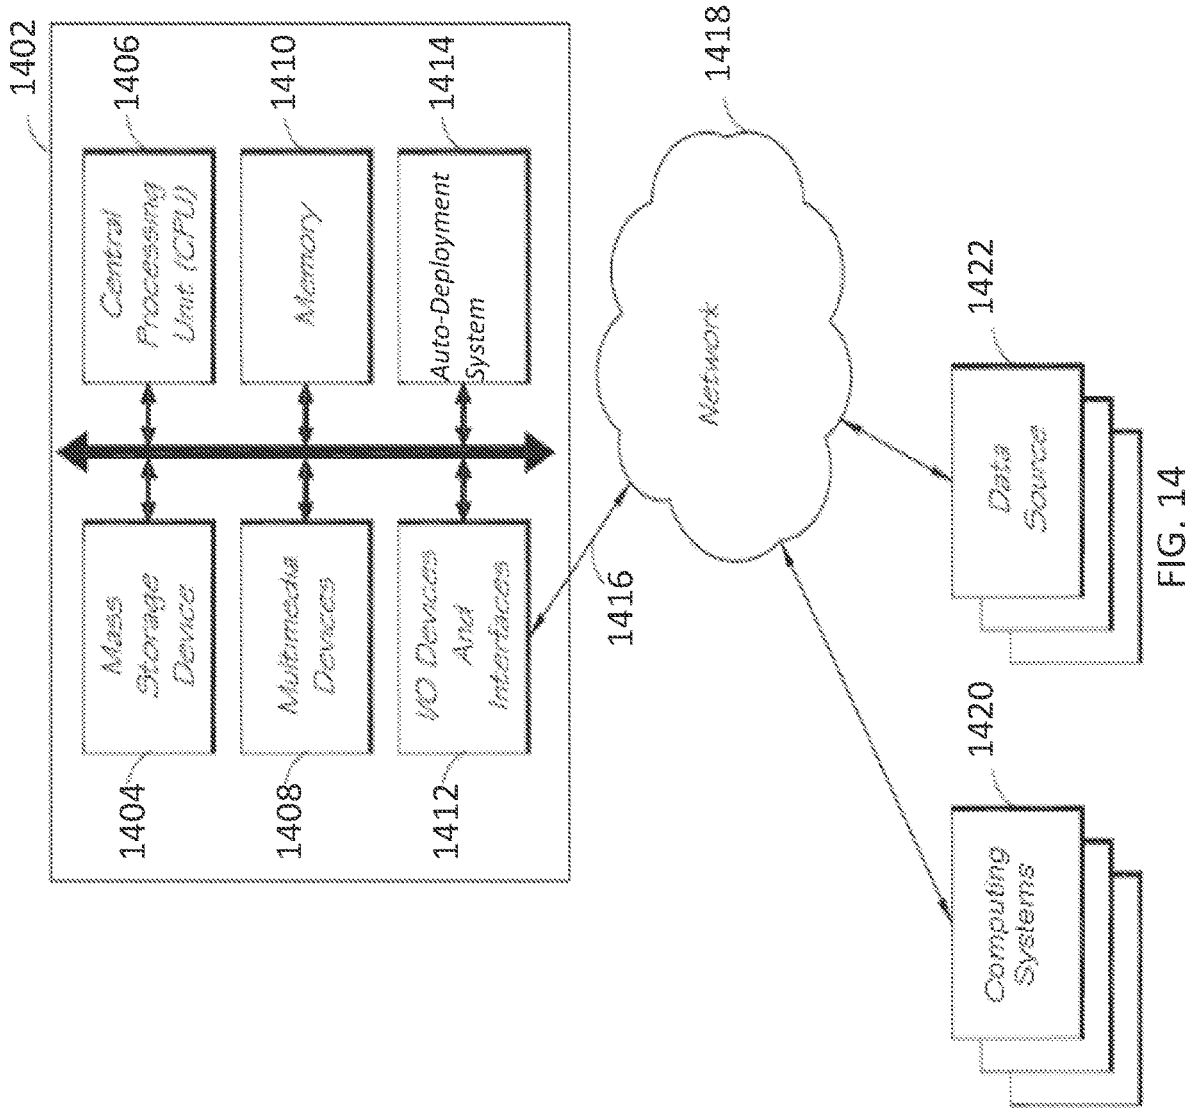 1402
1404
Mass
Storage
Device
Central
Processing
Unit (CPU)
1406
1408
Multimedia
Devices
Memory
1410
1412
I/O Devices
And
Interfaces
Auto-Deployment
System
1414
1416
Network
1418
Computing
Systems
1420
Data
Source
1422
FIG. 14